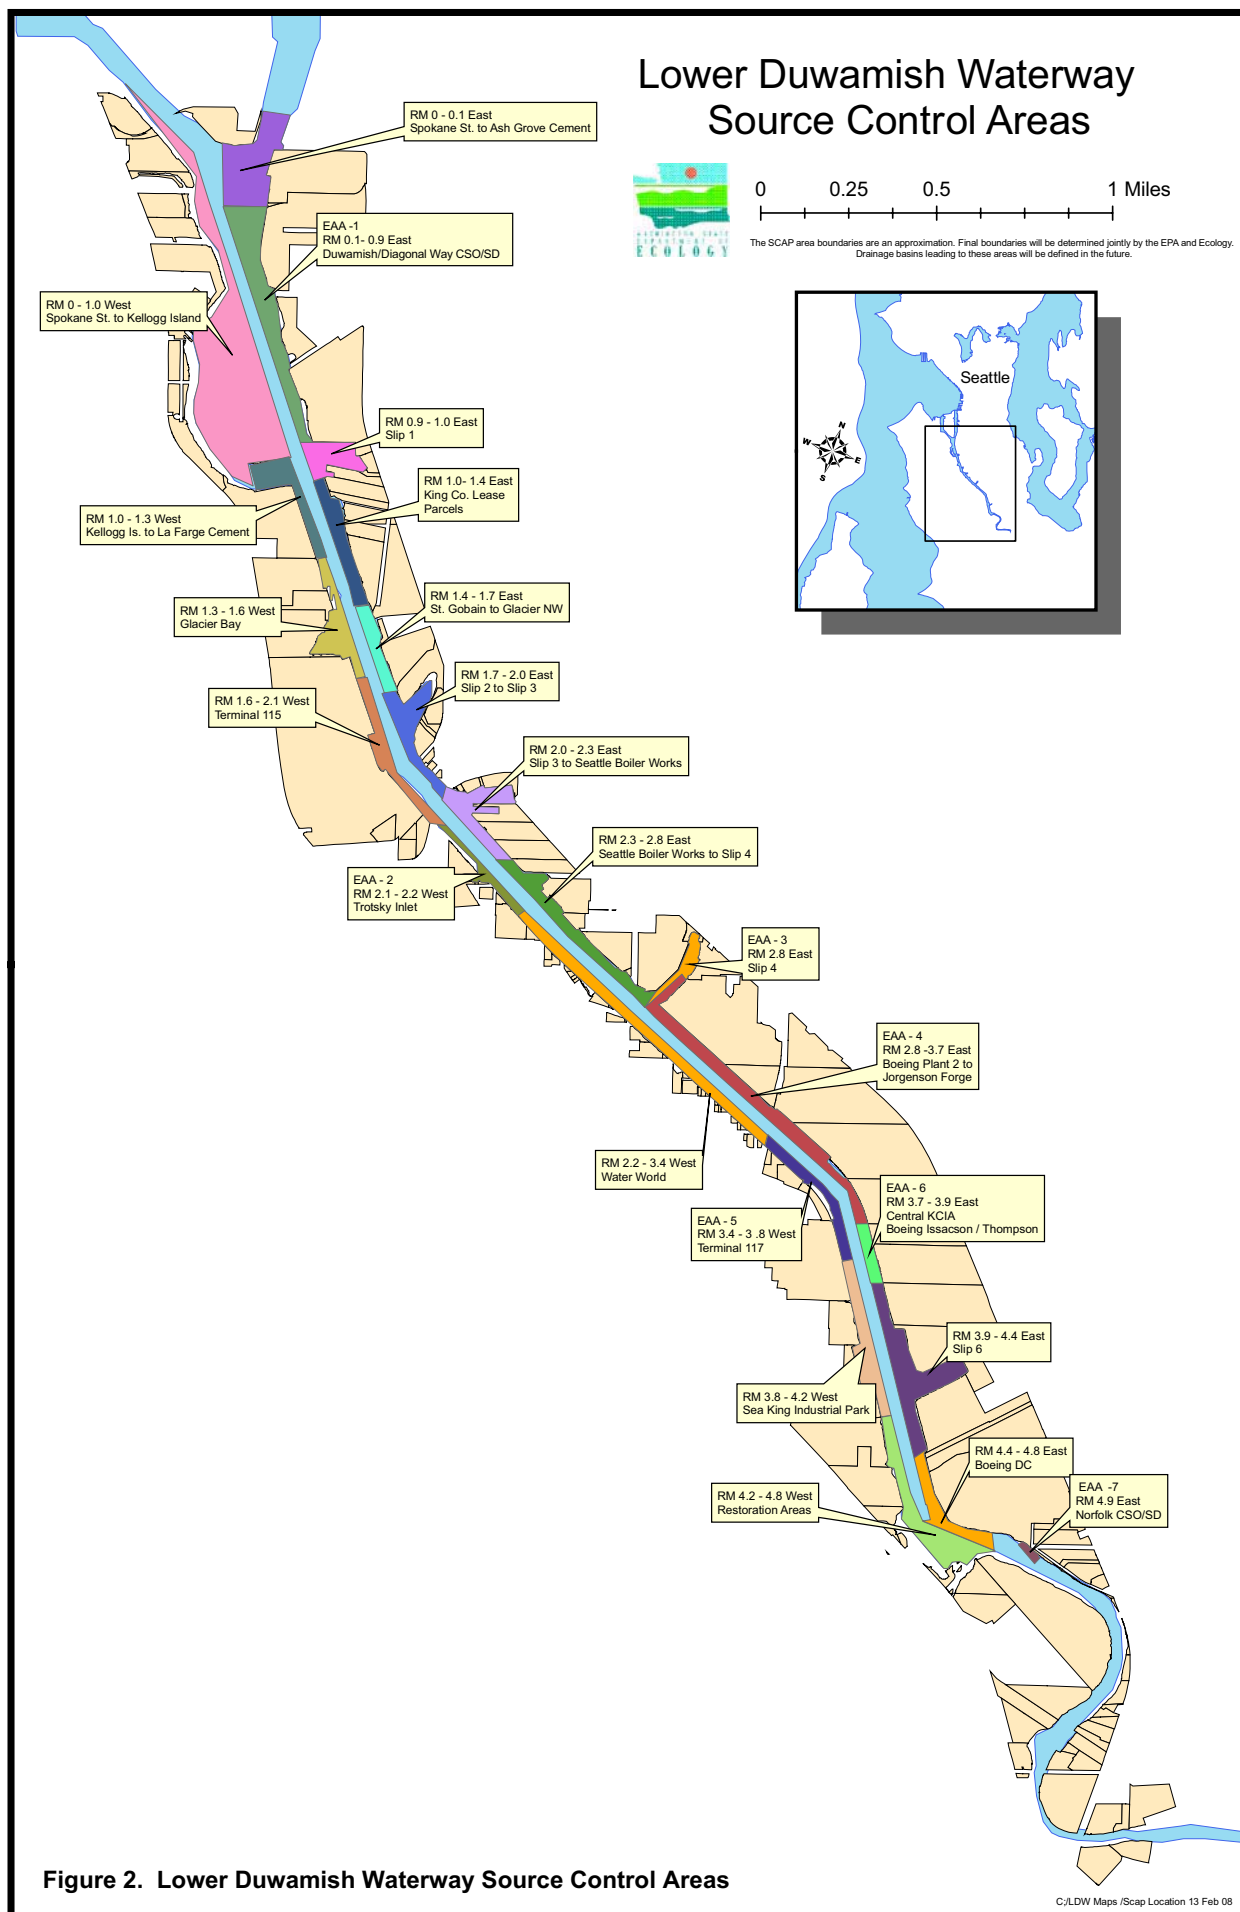 Lower Duwamish Waterway
Source Control Areas
0 0.25 0.5 1 Miles
WASHINGTON STATE
DEPARTMENT OF
ECOLOGY
The SCAP area boundaries are an approximation. Final boundaries will be determined jointly by the EPA and Ecology.
Drainage basins leading to these areas will be defined in the future.
Seattle
N
W
E
S
RM 0 - 0.1 East
Spokane St. to Ash Grove Cement
EAA -1
RM 0.1- 0.9 East
Duwamish/Diagonal Way CSO/SD
RM 0 - 1.0 West
Spokane St. to Kellogg Island
RM 0.9 - 1.0 East
Slip 1
RM 1.0- 1.4 East
King Co. Lease
Parcels
RM 1.0 - 1.3 West
Kellogg Is. to La Farge Cement
RM 1.4 - 1.7 East
St. Gobain to Glacier NW
RM 1.3 - 1.6 West
Glacier Bay
RM 1.7 - 2.0 East
Slip 2 to Slip 3
RM 1.6 - 2.1 West
Terminal 115
RM 2.0 - 2.3 East
Slip 3 to Seattle Boiler Works
RM 2.3 - 2.8 East
Seattle Boiler Works to Slip 4
EAA - 2
RM 2.1 - 2.2 West
Trotsky Inlet
EAA - 3
RM 2.8 East
Slip 4
EAA - 4
RM 2.8 -3.7 East
Boeing Plant 2 to
Jorgenson Forge
RM 2.2 - 3.4 West
Water World
EAA - 6
RM 3.7 - 3.9 East
Central KCIA
Boeing Issacson / Thompson
EAA - 5
RM 3.4 - 3 .8 West
Terminal 117
RM 3.9 - 4.4 East
Slip 6
RM 3.8 - 4.2 West
Sea King Industrial Park
RM 4.4 - 4.8 East
Boeing DC
EAA -7
RM 4.9 East
Norfolk CSO/SD
RM 4.2 - 4.8 West
Restoration Areas
Figure 2. Lower Duwamish Waterway Source Control Areas
C;/LDW Maps /Scap Location 13 Feb 08